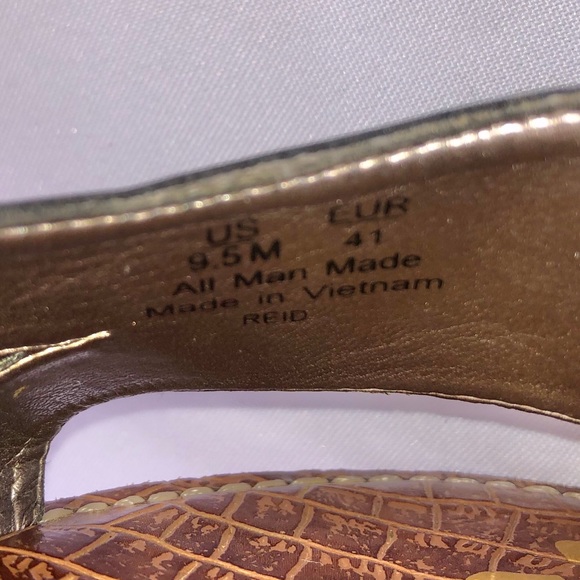 US EUR
9.5M 41
All Man Made
Made in Vietnam
REID